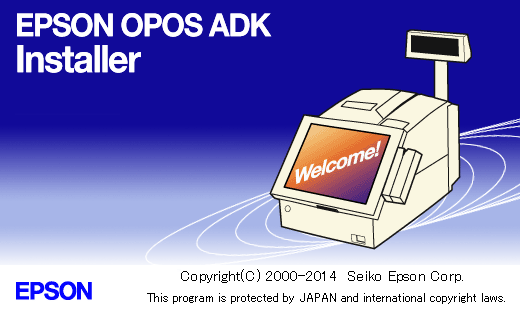 EPSON OPOS ADK
Installer
Welcome!
Copyright(C) 2000-2014 Seiko Epson Corp.
EPSON
This program is protected by JAPAN and international copyright laws.